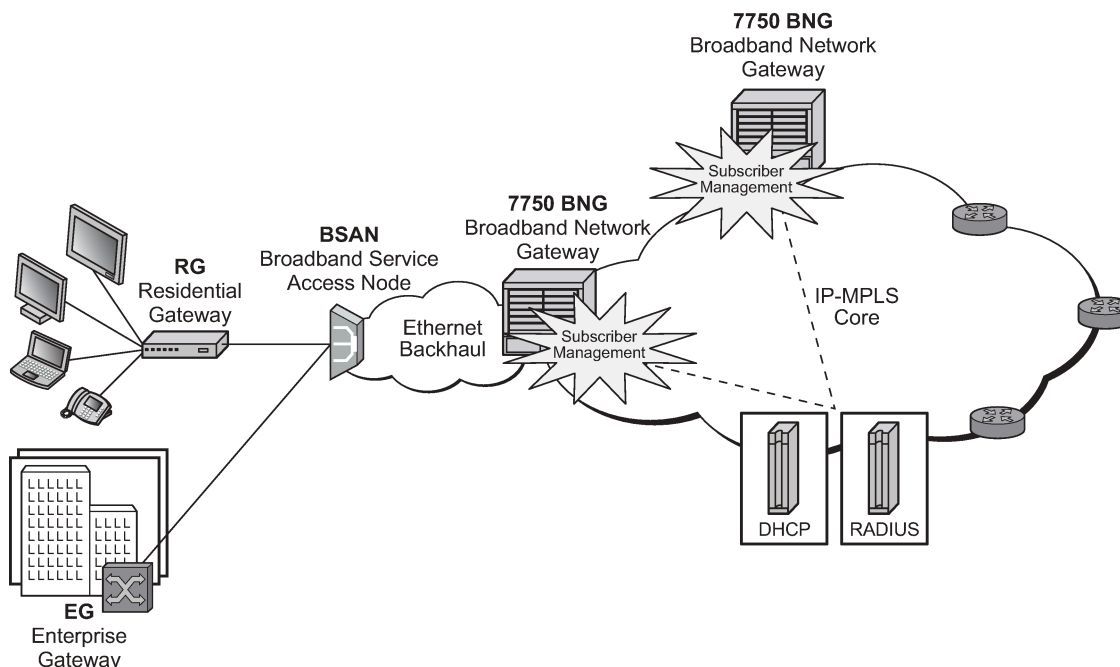 7750 BNG
Broadband Network
Gateway
Subscriber
Management
7750 BNG
Broadband Network
Gateway
BSAN
Broadband Service
Access Node
RG
Residential
Gateway
IP-MPLS
Core
Ethernet
Backhaul
Subscriber
Management
DHCP
RADIUS
EG
Enterprise
Gateway